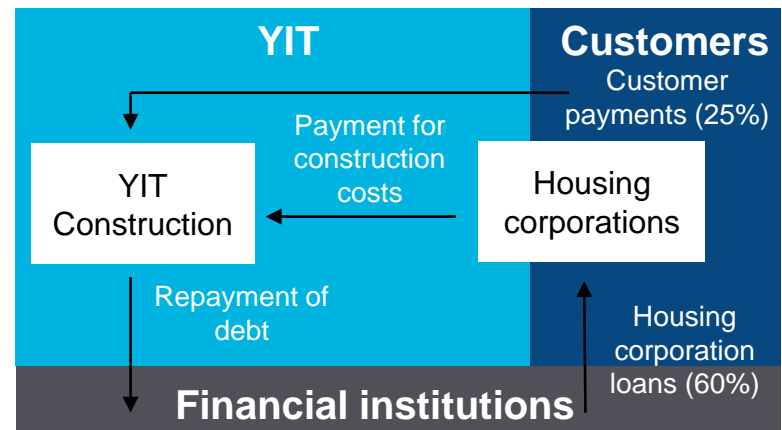 YIT
Customers
Customer
payments (25%)
Payment for
construction
costs
YIT
Construction
Housing
corporations
Repayment of
debt
Housing
corporation
loans (60%)
Financial institutions